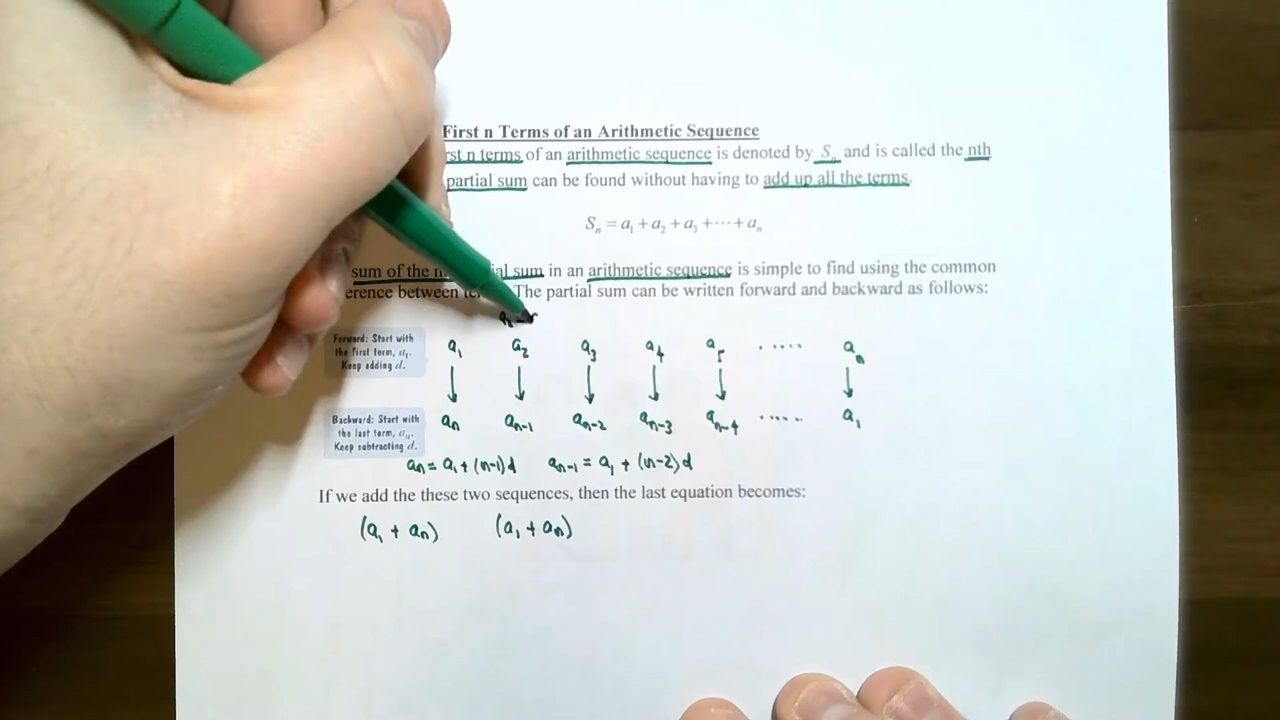 First n Terms of an Arithmetic Sequence
rst n terms of an arithmetic sequence is denoted by Sₙ and is called the nth
partial sum can be found without having to add up all the terms.
Sₙ = a₁ + a₂ + a₃ + ··· + aₙ
sum of the ial sum in an arithmetic sequence is simple to find using the common
erence between The partial sum can be written forward and backward as follows:
Forward: Start with
the first term, a₁.
Keep adding d.
a₁ a₂ a₃ a₄ a₅ ····· aₙ
↓ ↓ ↓ ↓ ↓ ↓
Backward: Start with
the last term, aₙ.
Keep subtracting d.
aₙ aₙ₋₁ aₙ₋₂ aₙ₋₃ aₙ₋₄ ····· a₁
aₙ = a₁ + (n-1)d aₙ₋₁ = a₁ + (n-2)d
If we add the these two sequences, then the last equation becomes:
(a₁ + aₙ) (a₁ + aₙ)